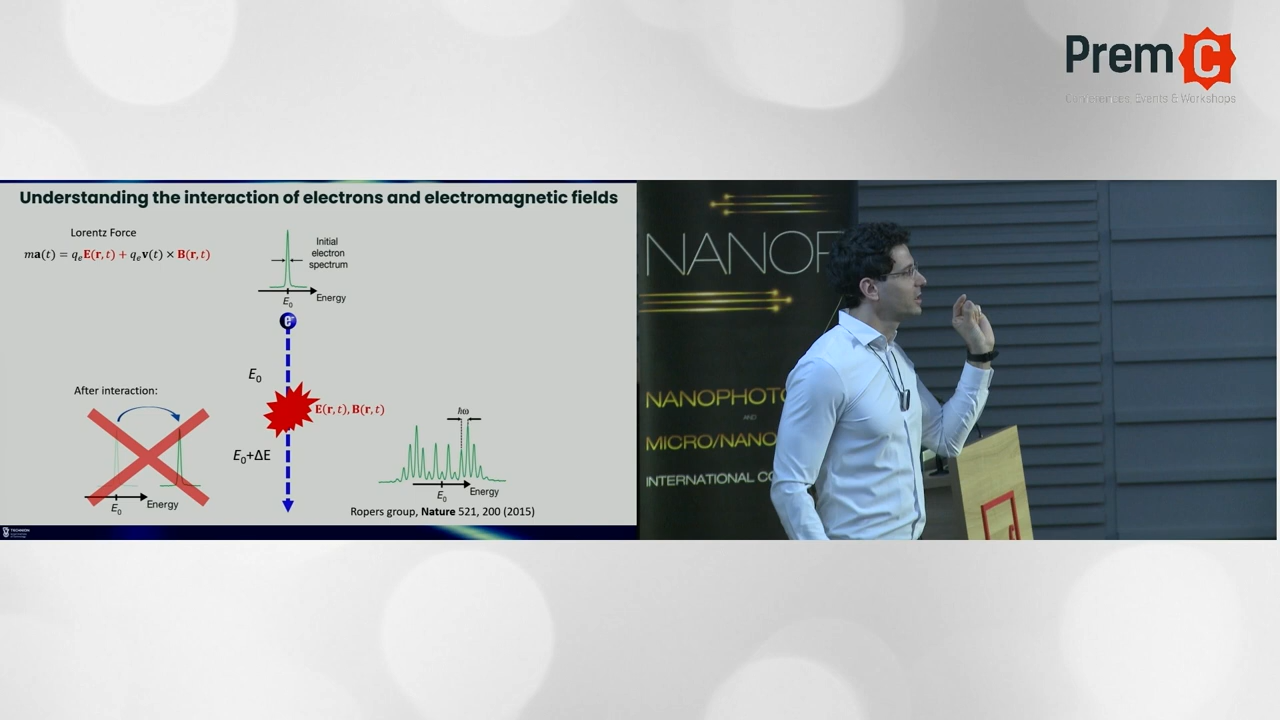 Prem C
Conferences, Events & Workshops
Understanding the interaction of electrons and electromagnetic fields
Lorentz Force
ma(t) = qₑE(r, t) + qₑv(t) × B(r, t)
Initial
electron
spectrum
E₀
Energy
e⁻
E₀
After interaction:
E(r, t), B(r, t)
ħω
E₀+ΔE
E₀
Energy
E₀
Energy
Ropers group, Nature 521, 200 (2015)
TECHNION
NANOP
NANOPHOTO
AND
MICRO/NANO
INTERNATIONAL CO